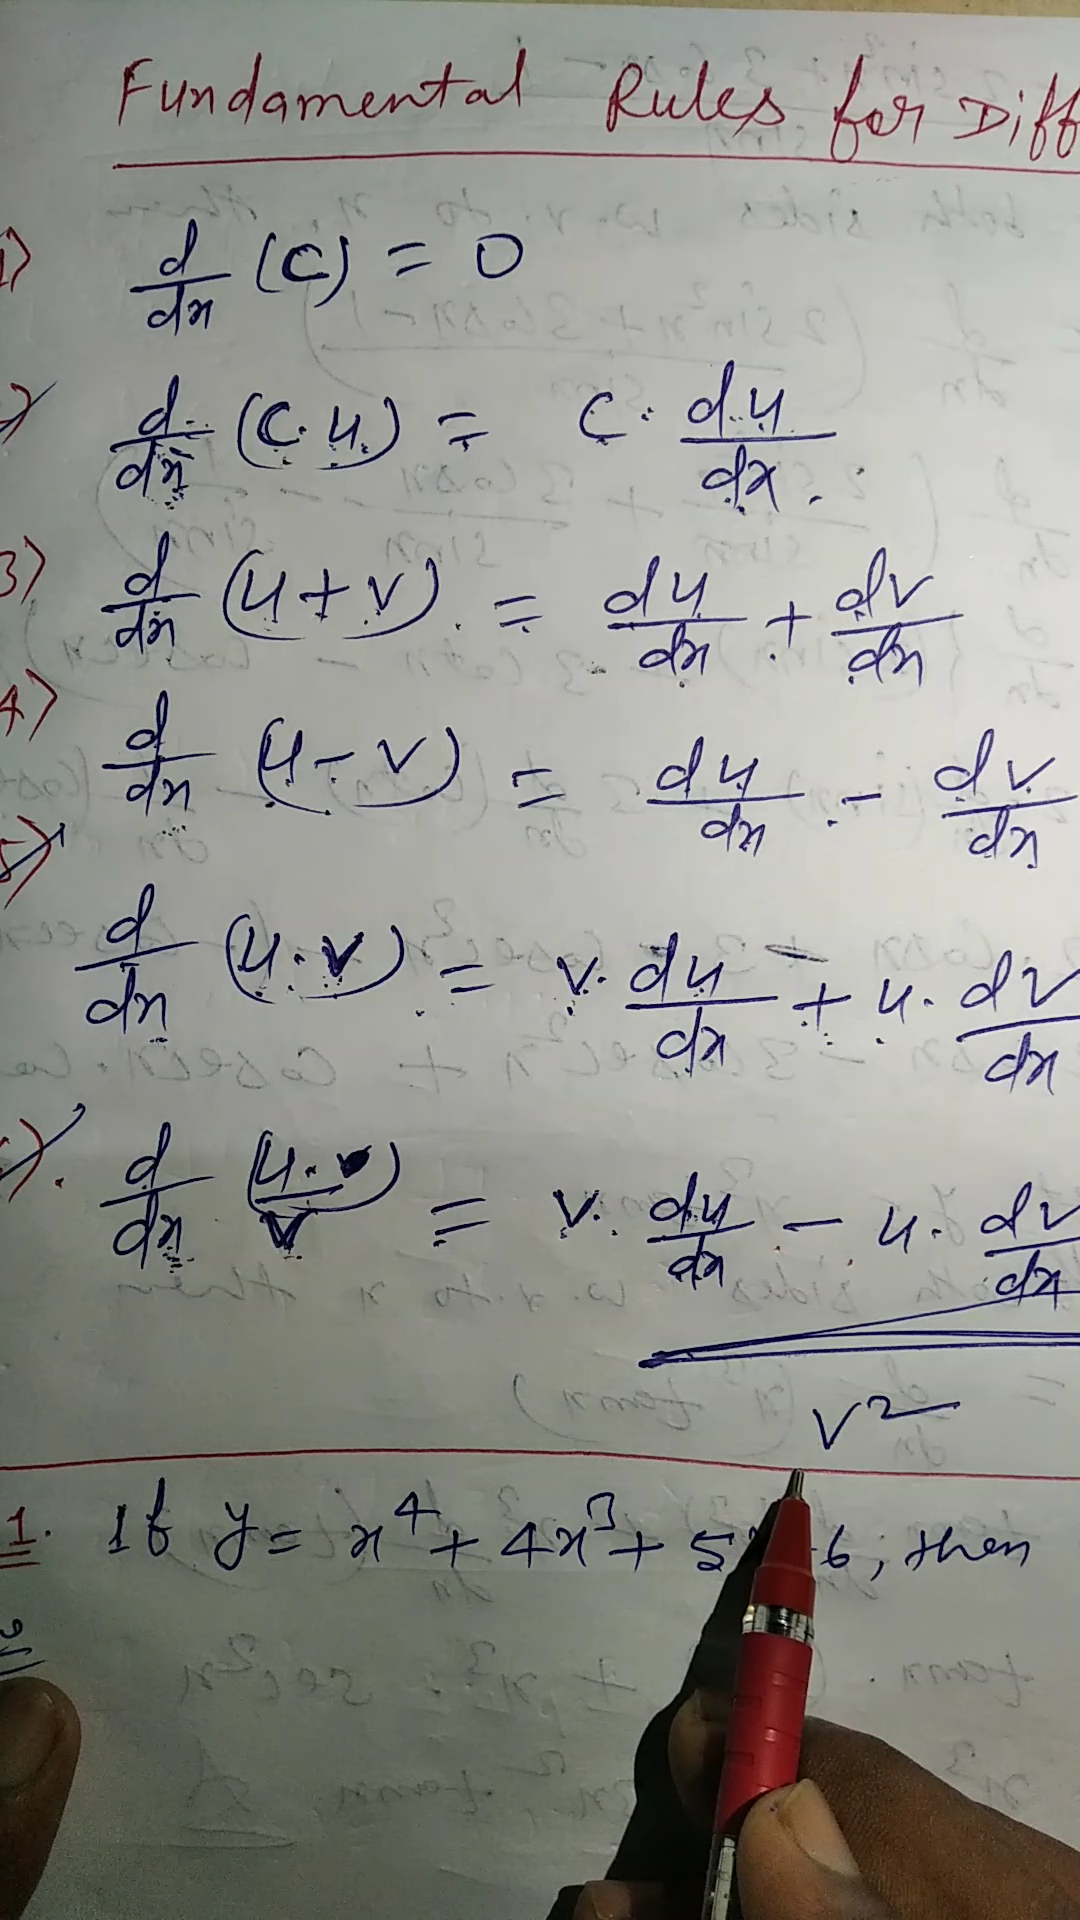 Fundamental Rules for Diff
1) d/dx (c) = 0
d/dx (c.u) = c. du/dx.
3) d/dx (u+v) = du/dx + dv/dx
4) d/dx (u-v) = du/dx - dv/dx
5) d/dx (u.v) = v. du/dx + u. dv/dx
d/dx (u/v) = v. du/dx - u. dv/dx
v²
1. If y = x⁴ + 4x³ + 5 6, then